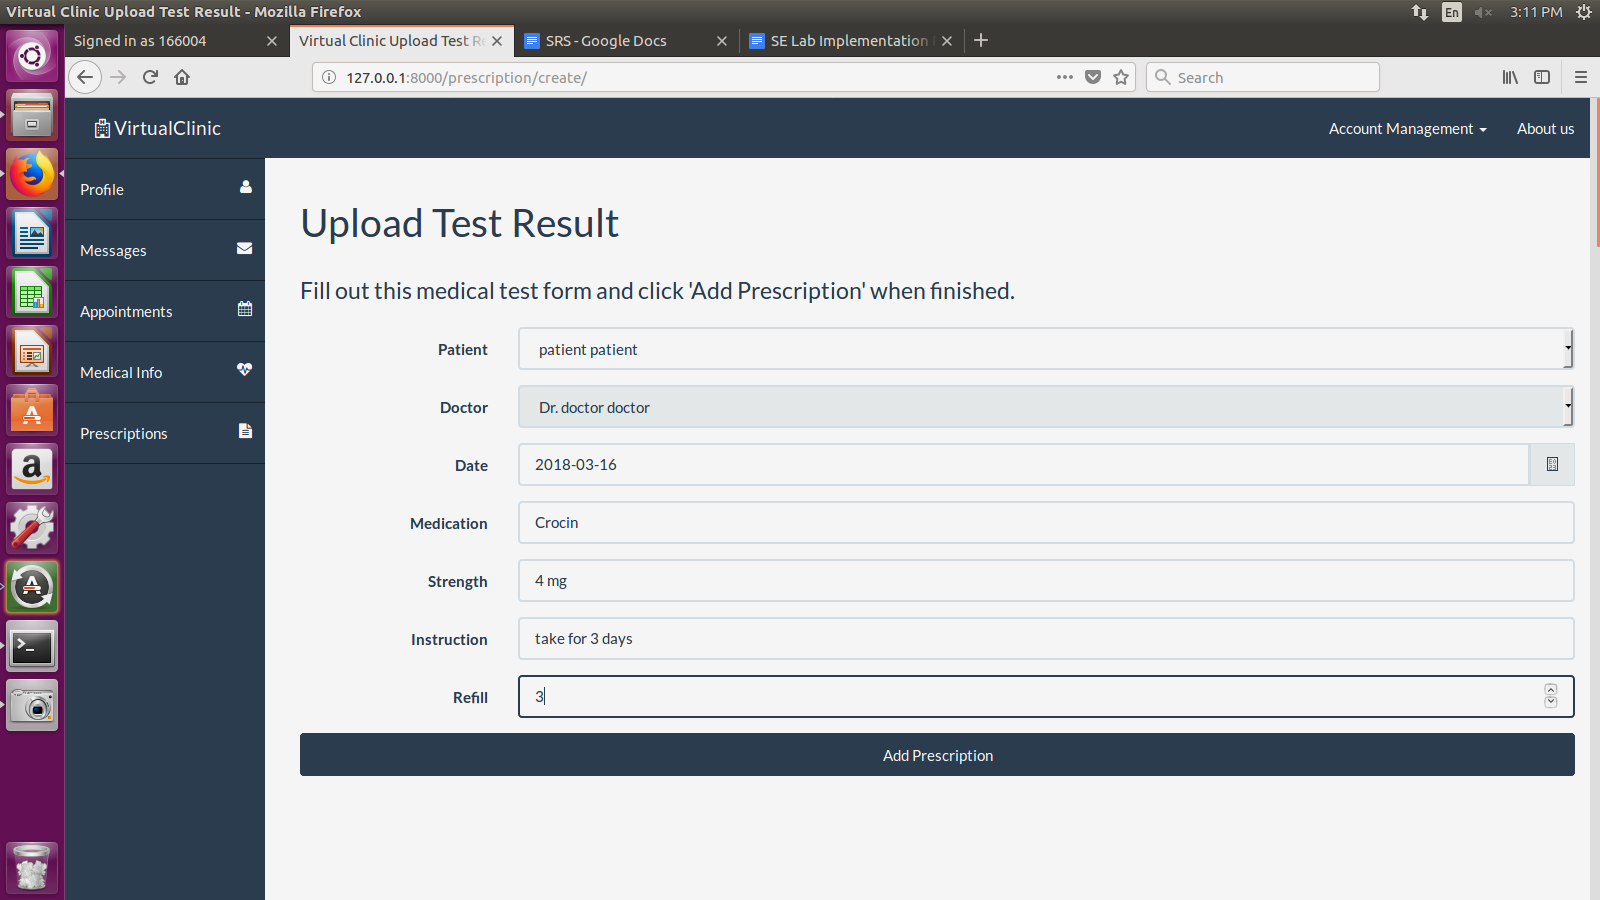 Virtual Clinic Upload Test Result - Mozilla Firefox
En
3:11 PM
Signed in as 166004
Virtual Clinic Upload Test Re
SRS - Google Docs
SE Lab Implementation
127.0.0.1:8000/prescription/create/
Search
VirtualClinic
Account Management
About us
Profile
Messages
Appointments
Medical Info
Prescriptions
Upload Test Result
Fill out this medical test form and click 'Add Prescription' when finished.
Patient
patient patient
Doctor
Dr. doctor doctor
Date
2018-03-16
Medication
Crocin
Strength
4 mg
Instruction
take for 3 days
Refill
3
Add Prescription